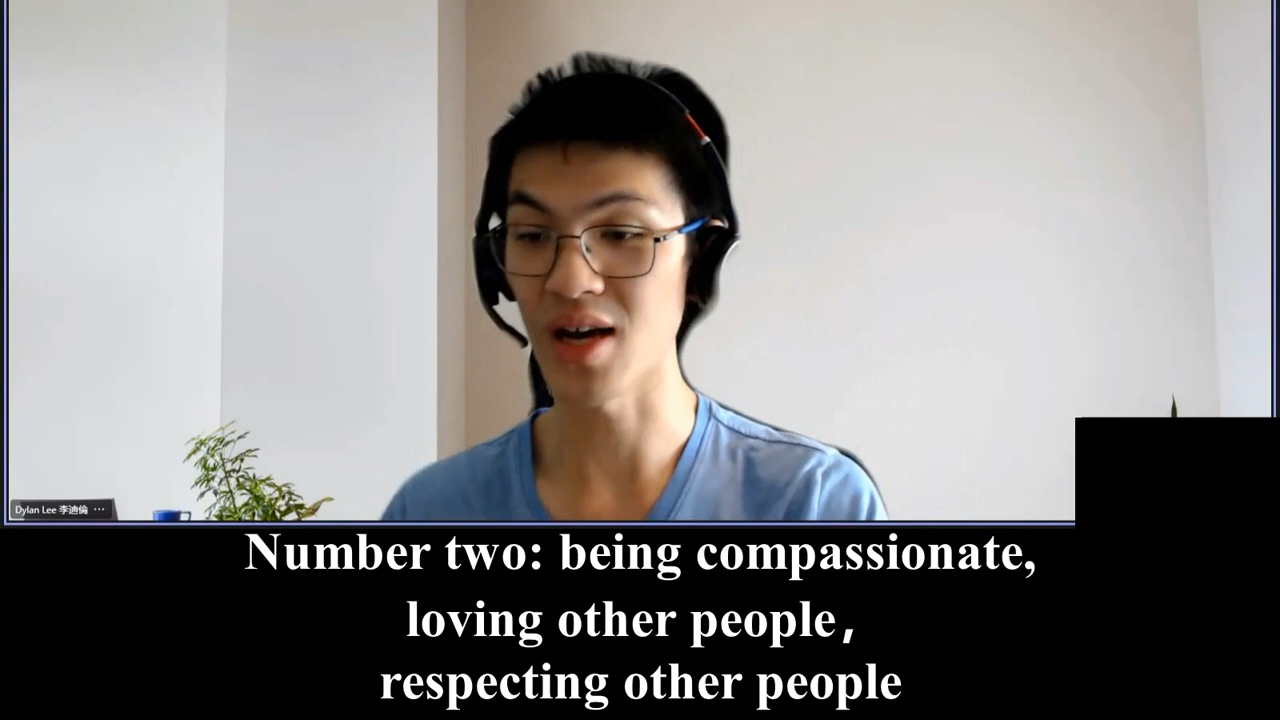 Dylan Lee 李迪倫 ···
Number two: being compassionate,
loving other people，
respecting other people